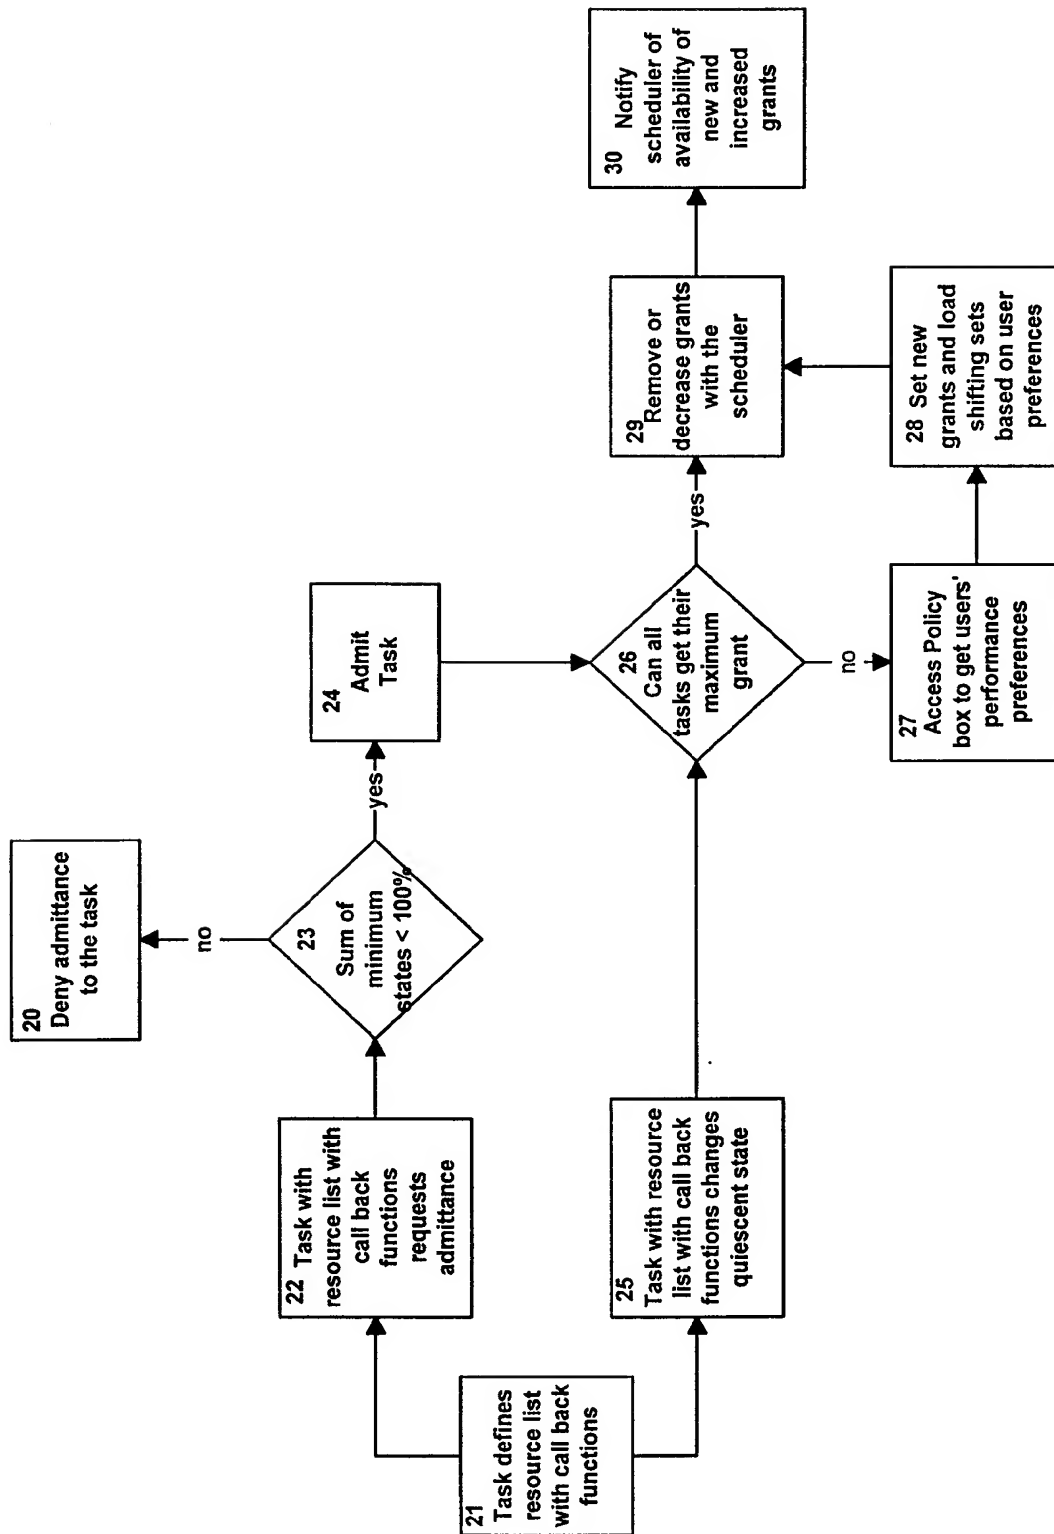 21
Task defines
resource list
with call back
functions
22 Task with
resource list with
call back
functions
requests
admittance
23
Sum of
minimum
states < 100%
no
20
Deny admittance
to the task
yes
24
Admit
Task
25
Task with resource
list with call back
functions changes
quiescent state
26
Can all
tasks get their
maximum
grant
no
27
Access Policy
box to get users'
performance
preferences
28 Set new
grants and load
shifting sets
based on user
preferences
yes
29
Remove or
decrease grants
with the
scheduler
30 Notify
scheduler of
availability of
new and
increased
grants